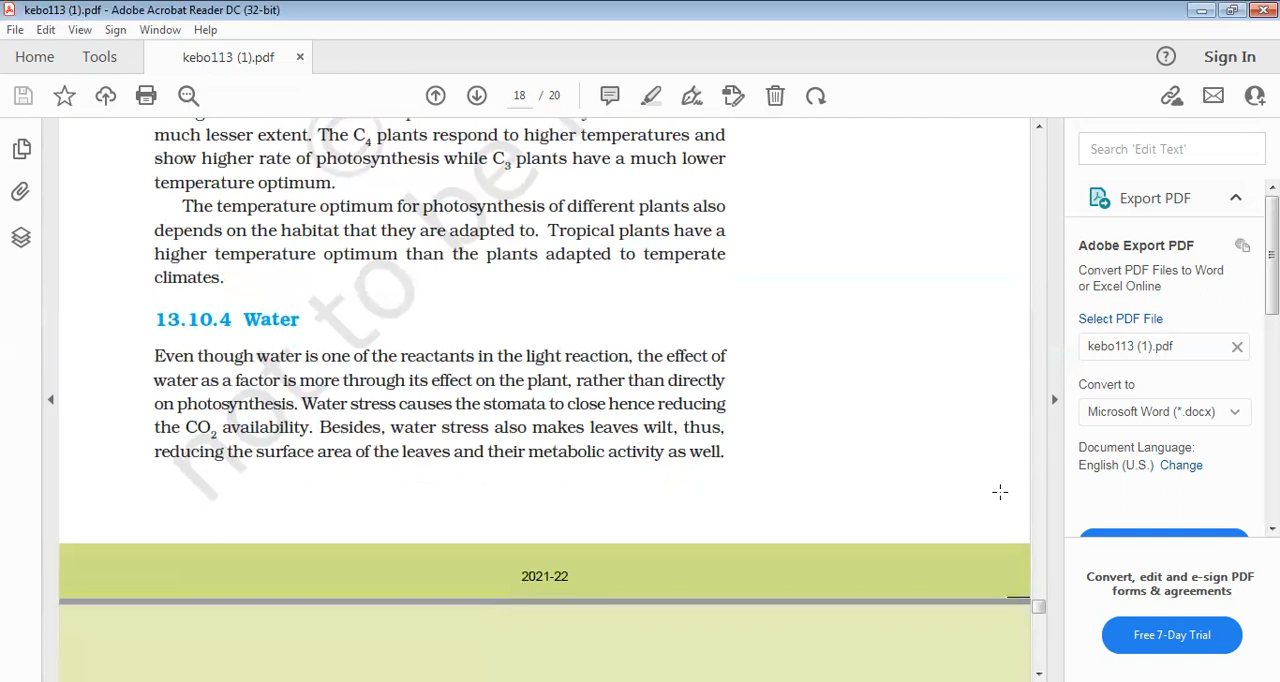 kebo113 (1).pdf - Adobe Acrobat Reader DC (32-bit)
File Edit View Sign Window Help
Home Tools kebo113 (1).pdf × Sign In
18 / 20
much lesser extent. The C4 plants respond to higher temperatures and
show higher rate of photosynthesis while C3 plants have a much lower
temperature optimum.
The temperature optimum for photosynthesis of different plants also
depends on the habitat that they are adapted to. Tropical plants have a
higher temperature optimum than the plants adapted to temperate
climates.
13.10.4 Water
Even though water is one of the reactants in the light reaction, the effect of
water as a factor is more through its effect on the plant, rather than directly
on photosynthesis. Water stress causes the stomata to close hence reducing
the CO2 availability. Besides, water stress also makes leaves wilt, thus,
reducing the surface area of the leaves and their metabolic activity as well.
©
not to be
2021-22
Search 'Edit Text'
Export PDF
Adobe Export PDF
Convert PDF Files to Word
or Excel Online
Select PDF File
kebo113 (1).pdf
Convert to
Microsoft Word (*.docx)
Document Language:
English (U.S.) Change
Convert, edit and e-sign PDF
forms & agreements
Free 7-Day Trial